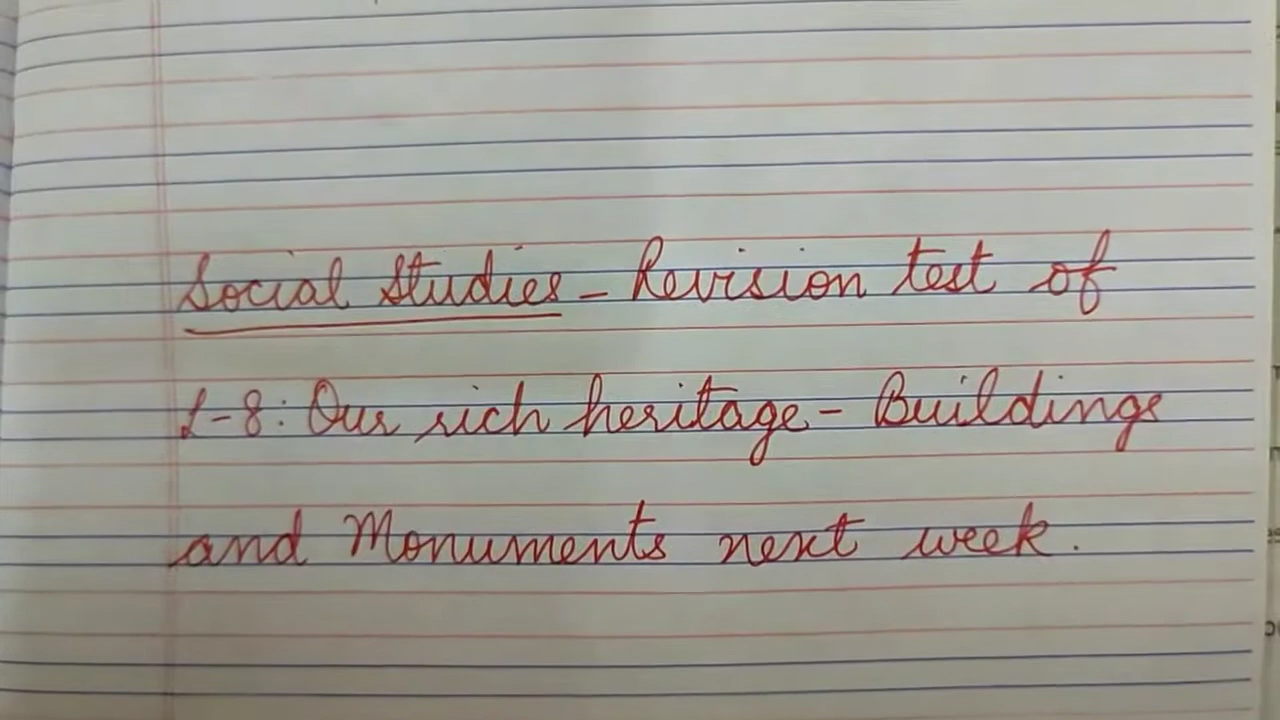 Social Studies - Revision test of
L-8: Our rich heritage - Buildings
and Monuments next week.